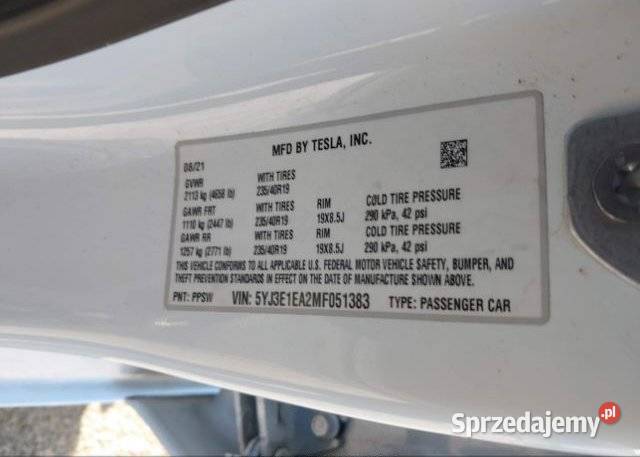 MFD BY TESLA, INC.
08/21
GVWR WITH TIRES
2113 kg (4658 lb) 235/40R19
GAWR FRT WITH TIRES RIM COLD TIRE PRESSURE
1110 kg (2447 lb) 235/40R19 19X8.5J 290 kPa, 42 psi
GAWR RR WITH TIRES RIM COLD TIRE PRESSURE
1257 kg (2771 lb) 235/40R19 19X8.5J 290 kPa, 42 psi
THIS VEHICLE CONFORMS TO ALL APPLICABLE U.S. FEDERAL MOTOR VEHICLE SAFETY, BUMPER, AND
THEFT PREVENTION STANDARDS IN EFFECT ON THE DATE OF MANUFACTURE SHOWN ABOVE.
PNT: PPSW VIN: 5YJ3E1EA2MF051383 TYPE: PASSENGER CAR
Sprzedajemy.pl